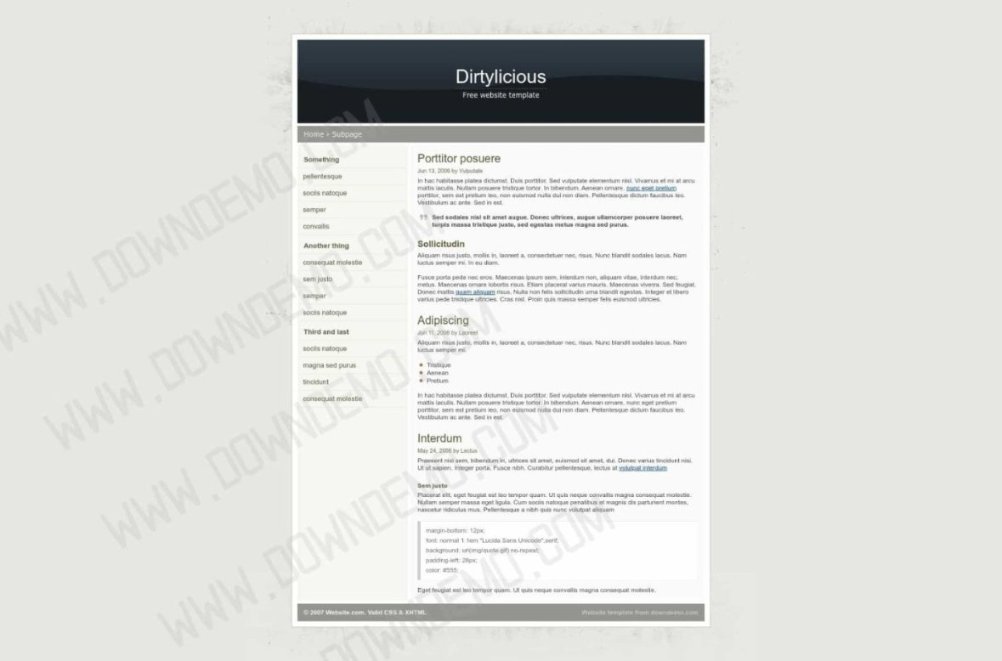 Dirtylicious
Free website template
Home › Subpage
Something
pellentesque
sociis natoque
semper
convallis
Another thing
consequat molestie
sem justo
semper
sociis natoque
Third and last
sociis natoque
magna sed purus
tincidunt
consequat molestie
Porttitor posuere
Jun 13, 2006 by Vulputate
In hac habitasse platea dictumst. Duis porttitor. Sed vulputate elementum nisl. Vivamus et mi at arcu
mattis iaculis. Nullam posuere tristique tortor. In bibendum. Aenean ornare, nunc eget pretium
porttitor, sem est pretium leo, non euismod nulla dui non diam. Pellentesque dictum faucibus leo.
Vestibulum ac ante. Sed in est.
Sed sodales nisl sit amet augue. Donec ultrices, augue ullamcorper posuere laoreet,
turpis massa tristique justo, sed egestas metus magna sed purus.
Sollicitudin
Aliquam risus justo, mollis in, laoreet a, consectetuer nec, risus. Nunc blandit sodales lacus. Nam
luctus semper mi. In eu diam.
Fusce porta pede nec eros. Maecenas ipsum sem, interdum non, aliquam vitae, interdum nec,
metus. Maecenas ornare lobortis risus. Etiam placerat varius mauris. Maecenas viverra. Sed feugiat.
Donec mattis quam aliquam risus. Nulla non felis sollicitudin urna blandit egestas. Integer et libero
varius pede tristique ultricies. Cras nisl. Proin quis massa semper felis euismod ultricies.
Adipiscing
Jun 11, 2006 by Laoreet
Aliquam risus justo, mollis in, laoreet a, consectetuer nec, risus. Nunc blandit sodales lacus. Nam
luctus semper mi.
Tristique
Aenean
Pretium
In hac habitasse platea dictumst. Duis porttitor. Sed vulputate elementum nisl. Vivamus et mi at arcu
mattis iaculis. Nullam posuere tristique tortor. In bibendum. Aenean ornare, nunc eget pretium
porttitor, sem est pretium leo, non euismod nulla dui non diam. Pellentesque dictum faucibus leo.
Vestibulum ac ante. Sed in est.
Interdum
May 24, 2006 by Lectus
Praesent nisl sem, bibendum in, ultrices sit amet, euismod sit amet, dui. Donec varius tincidunt nisi.
Ut ut sapien. Integer porta. Fusce nibh. Curabitur pellentesque, lectus at volutpat interdum
Sem justo
Placerat elit, eget feugiat est leo tempor quam. Ut quis neque convallis magna consequat molestie.
Nullam semper massa eget ligula. Cum sociis natoque penatibus et magnis dis parturient montes,
nascetur ridiculus mus. Pellentesque a nibh quis nunc volutpat aliquam
margin-bottom: 12px;
font: normal 1.1em "Lucida Sans Unicode",serif;
background: url(img/quote.gif) no-repeat;
padding-left: 28px;
color: #555;
Eget feugiat est leo tempor quam. Ut quis neque convallis magna consequat molestie.
© 2007 Website.com. Valid CSS & XHTML
Website template from downdemo.com
WWW.DOWNDEMO.COM
WWW.DOWNDEMO.COM
WWW.DOWNDEMO.COM
WWW.DOWNDEMO.COM
WWW.DOWNDEMO.COM